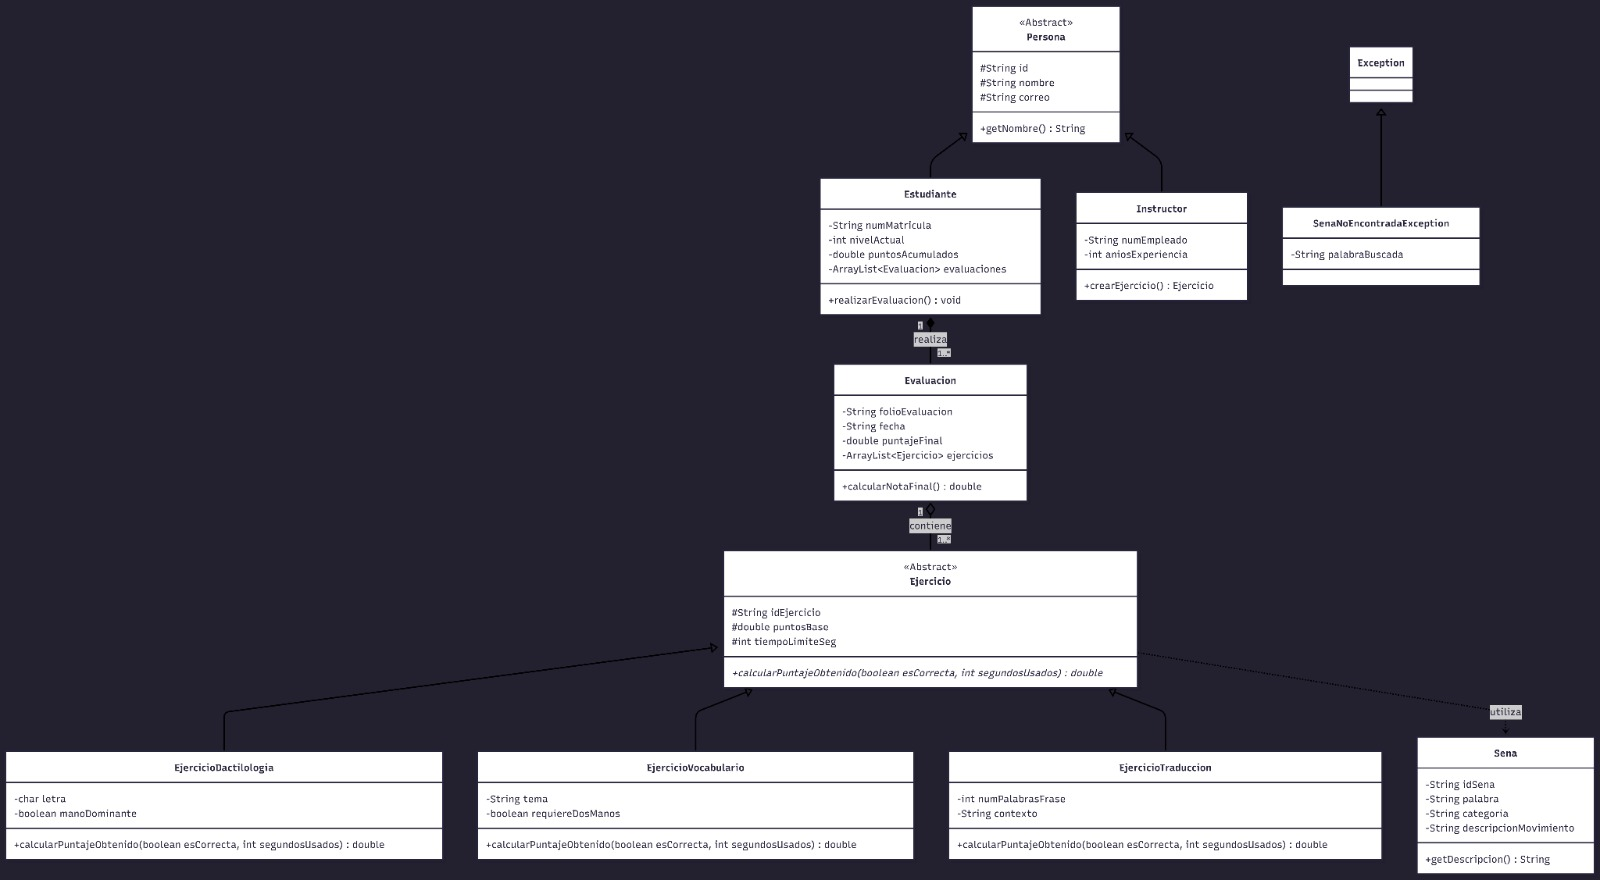 «Abstract»
Persona
#String id
#String nombre
#String correo
+getNombre() : String
Exception
Estudiante
-String numMatricula
-int nivelActual
-double puntosAcumulados
-ArrayList<Evaluacion> evaluaciones
+realizarEvaluacion() : void
Instructor
-String numEmpleado
-int aniosExperiencia
+crearEjercicio() : Ejercicio
SenaNoEncontradaException
-String palabraBuscada
1
realiza
1..*
Evaluacion
-String folioEvaluacion
-String fecha
-double puntajeFinal
-ArrayList<Ejercicio> ejercicios
+calcularNotaFinal() : double
1
contiene
1..*
«Abstract»
Ejercicio
#String idEjercicio
#double puntosBase
#int tiempoLimiteSeg
+calcularPuntajeObtenido(boolean esCorrecta, int segundosUsados) : double
utiliza
EjercicioDactilologia
-char letra
-boolean manoDominante
+calcularPuntajeObtenido(boolean esCorrecta, int segundosUsados) : double
EjercicioVocabulario
-String tema
-boolean requiereDosManos
+calcularPuntajeObtenido(boolean esCorrecta, int segundosUsados) : double
EjercicioTraduccion
-int numPalabrasFrase
-String contexto
+calcularPuntajeObtenido(boolean esCorrecta, int segundosUsados) : double
Sena
-String idSena
-String palabra
-String categoria
-String descripcionMovimiento
+getDescripcion() : String